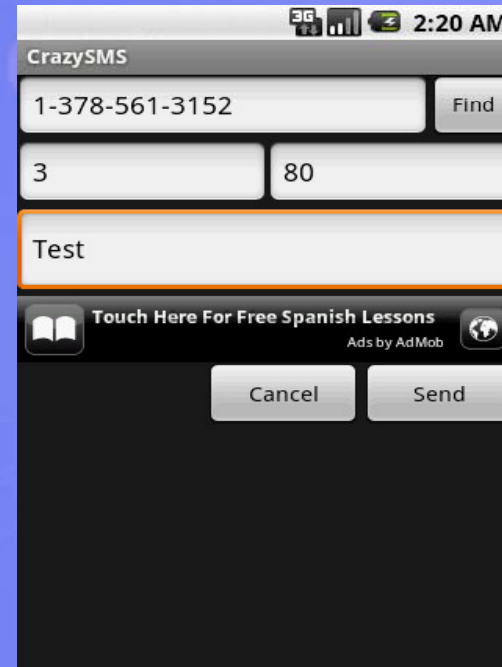 3G 2:20 AM
CrazySMS
1-378-561-3152 Find
3 80
Test
Touch Here For Free Spanish Lessons
Ads by AdMob
Cancel Send